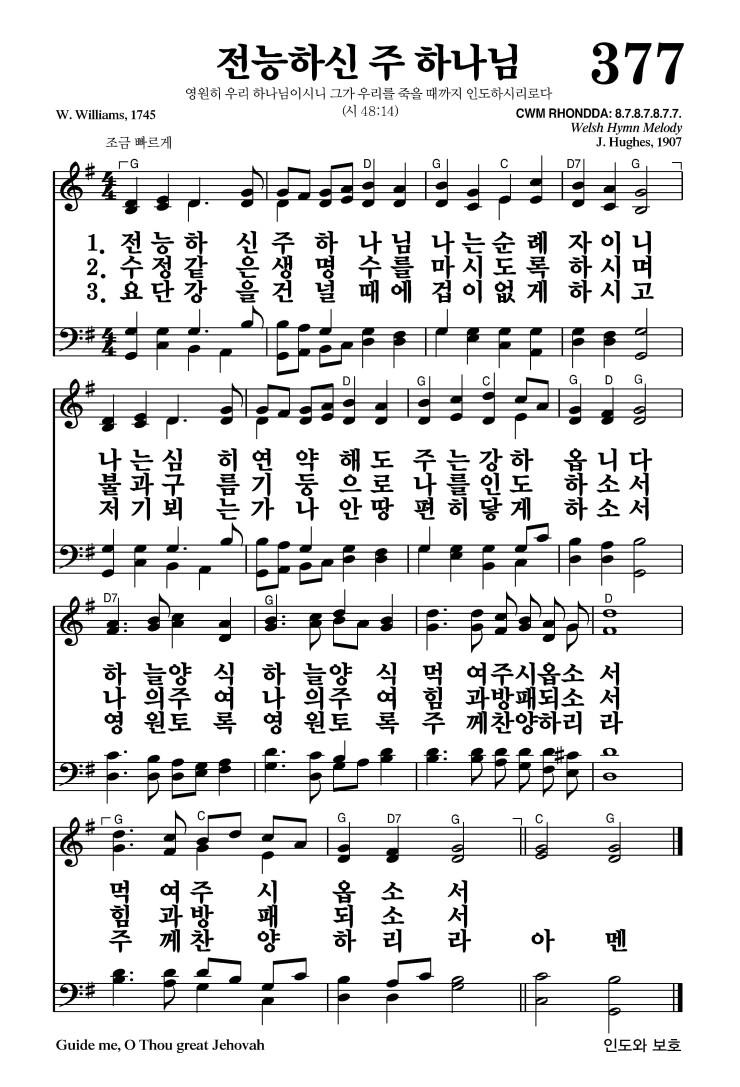 전능하신 주 하나님 377
영원히 우리 하나님이시니 그가 우리를 죽을 때까지 인도하시리로다
(시 48:14)
W. Williams, 1745
CWM RHONDDA: 8.7.8.7.8.7.7.
Welsh Hymn Melody
J. Hughes, 1907
조금 빠르게
G D G C D7 G
1. 전능하 신주 하 나님 나는순 례 자이니
2. 수정같 은생 명 수를 마시도 록 하시며
3. 요단강 을건 널 때에 겁이없 게 하시고
D G C G D G
나는심 히연 약 해도 주는강하 옵니다
불과구 름기 둥 으로 나를인도 하소서
저기뵈 는가 나 안땅 편히닿게 하소서
D7 G D
하 늘양 식 하 늘양 식 먹 여주시옵소 서
나 의주 여 나 의주 여 힘 과방패되소 서
영 원토 록 영 원토 록 주 께찬양하리 라
G C G D7 G C G
먹 여주 시 옵 소 서
힘 과방 패 되 소 서
주 께찬 양 하 리 라 아 멘
Guide me, O Thou great Jehovah
인도와 보호